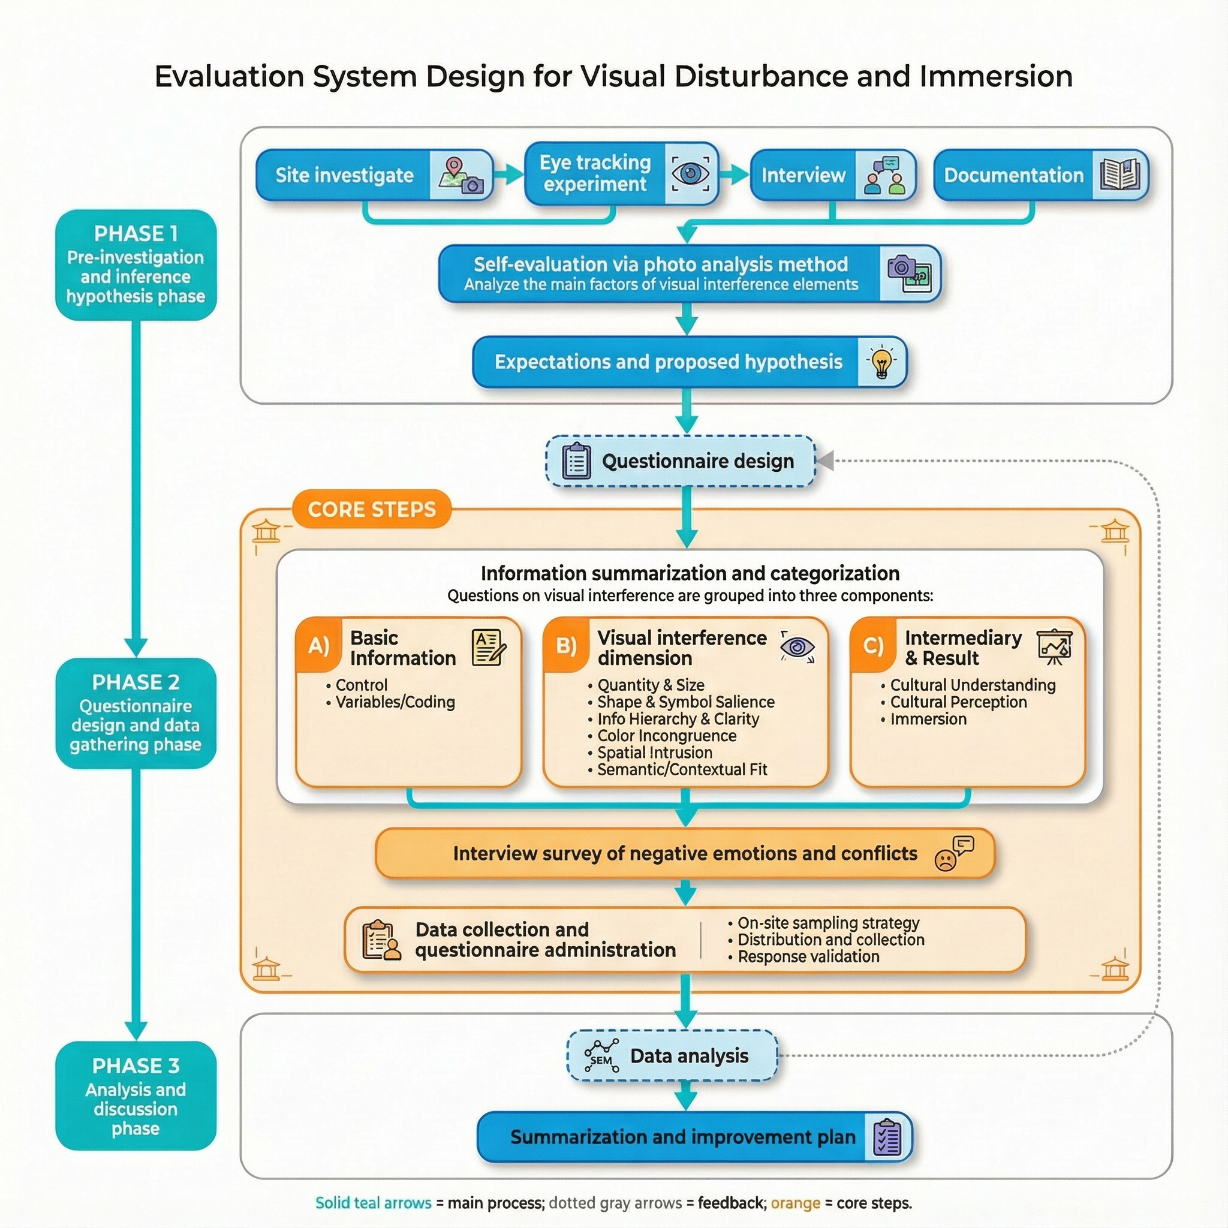 Evaluation System Design for Visual Disturbance and Immersion
Site investigate
Eye tracking
experiment
Interview
Documentation
PHASE 1
Pre-investigation
and inference
hypothesis phase
Self-evaluation via photo analysis method
Analyze the main factors of visual interference elements
Expectations and proposed hypothesis
Questionnaire design
CORE STEPS
Information summarization and categorization
Questions on visual interference are grouped into three components:
A)
Basic
Information
• Control
• Variables/Coding
B)
Visual interference
dimension
• Quantity & Size
• Shape & Symbol Salience
• Info Hierarchy & Clarity
• Color Incongruence
• Spatial Intrusion
• Semantic/Contextual Fit
C)
Intermediary
& Result
• Cultural Understanding
• Cultural Perception
• Immersion
PHASE 2
Questionnaire
design and data
gathering phase
Interview survey of negative emotions and conflicts
Data collection and
questionnaire administration
• On-site sampling strategy
• Distribution and collection
• Response validation
PHASE 3
Analysis and
discussion
phase
SEM
Data analysis
Summarization and improvement plan
Solid teal arrows = main process; dotted gray arrows = feedback; orange = core steps.